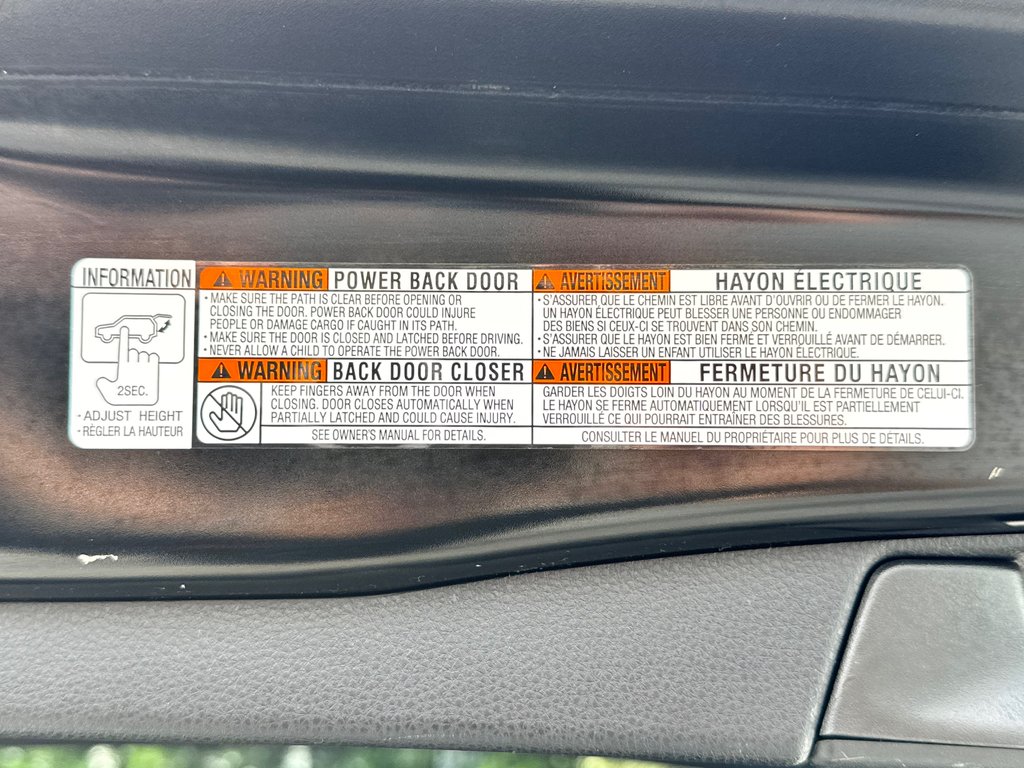 INFORMATION
2SEC.
• ADJUST HEIGHT
• RÉGLER LA HAUTEUR
WARNING POWER BACK DOOR
• MAKE SURE THE PATH IS CLEAR BEFORE OPENING OR
CLOSING THE DOOR. POWER BACK DOOR COULD INJURE
PEOPLE OR DAMAGE CARGO IF CAUGHT IN ITS PATH.
• MAKE SURE THE DOOR IS CLOSED AND LATCHED BEFORE DRIVING.
• NEVER ALLOW A CHILD TO OPERATE THE POWER BACK DOOR.
WARNING BACK DOOR CLOSER
KEEP FINGERS AWAY FROM THE DOOR WHEN
CLOSING. DOOR CLOSES AUTOMATICALLY WHEN
PARTIALLY LATCHED AND COULD CAUSE INJURY.
SEE OWNER'S MANUAL FOR DETAILS.
AVERTISSEMENT HAYON ÉLECTRIQUE
• S'ASSURER QUE LE CHEMIN EST LIBRE AVANT D'OUVRIR OU DE FERMER LE HAYON.
UN HAYON ÉLECTRIQUE PEUT BLESSER UNE PERSONNE OU ENDOMMAGER
DES BIENS SI CEUX-CI SE TROUVENT DANS SON CHEMIN.
• S'ASSURER QUE LE HAYON EST BIEN FERMÉ ET VERROUILLÉ AVANT DE DÉMARRER.
• NE JAMAIS LAISSER UN ENFANT UTILISER LE HAYON ÉLECTRIQUE.
AVERTISSEMENT FERMETURE DU HAYON
GARDER LES DOIGTS LOIN DU HAYON AU MOMENT DE LA FERMETURE DE CELUI-CI.
LE HAYON SE FERME AUTOMATIQUEMENT LORSQU'IL EST PARTIELLEMENT
VERROUILLÉ CE QUI POURRAIT ENTRAÎNER DES BLESSURES.
CONSULTER LE MANUEL DU PROPRIÉTAIRE POUR PLUS DE DÉTAILS.